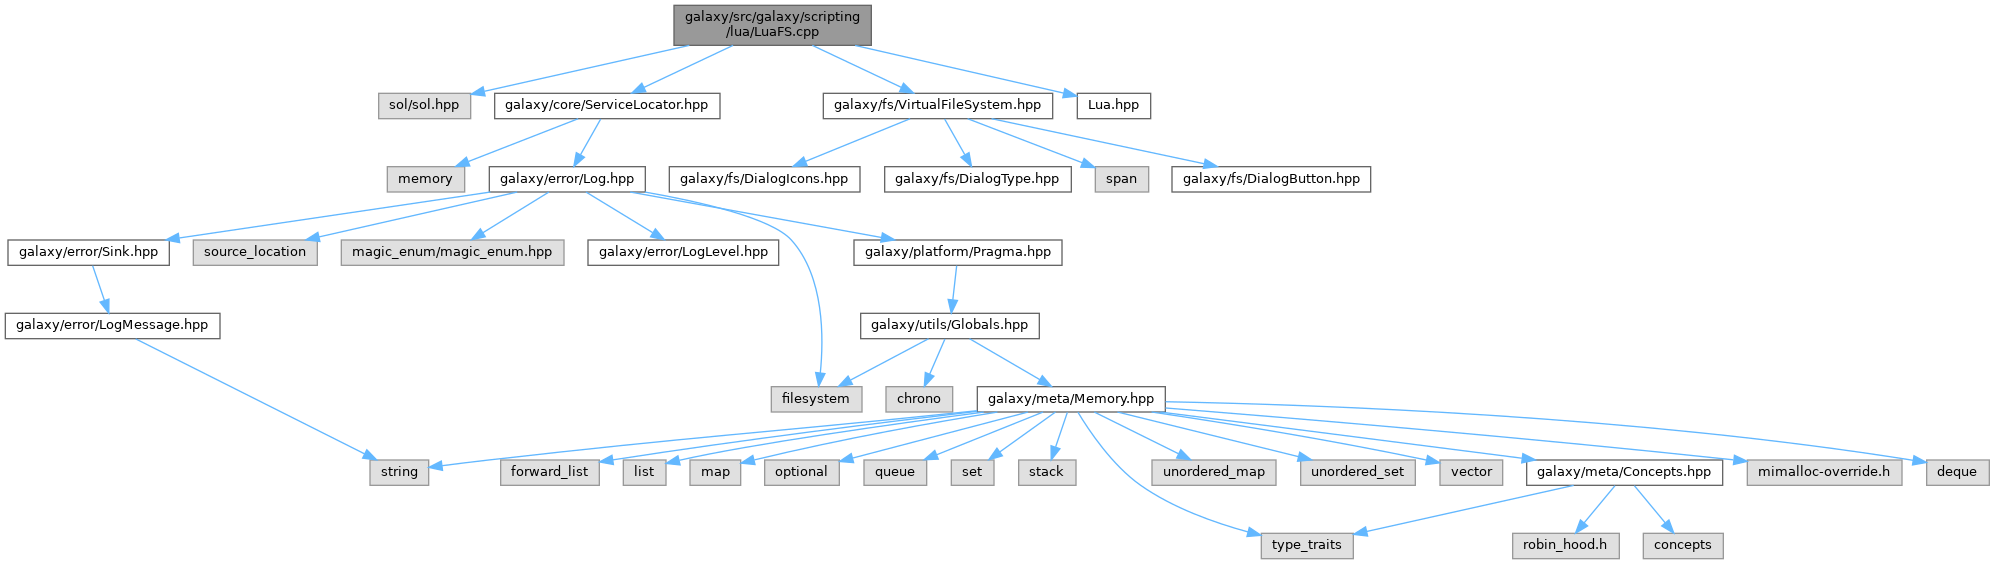 galaxy/src/galaxy/scripting
/lua/LuaFS.cpp
sol/sol.hpp
galaxy/core/ServiceLocator.hpp
galaxy/fs/VirtualFileSystem.hpp
Lua.hpp
memory
galaxy/error/Log.hpp
galaxy/fs/DialogIcons.hpp
galaxy/fs/DialogType.hpp
span
galaxy/fs/DialogButton.hpp
galaxy/error/Sink.hpp
source_location
magic_enum/magic_enum.hpp
galaxy/error/LogLevel.hpp
galaxy/platform/Pragma.hpp
galaxy/error/LogMessage.hpp
galaxy/utils/Globals.hpp
filesystem
chrono
galaxy/meta/Memory.hpp
string
forward_list
list
map
optional
queue
set
stack
unordered_map
unordered_set
vector
galaxy/meta/Concepts.hpp
mimalloc-override.h
deque
type_traits
robin_hood.h
concepts